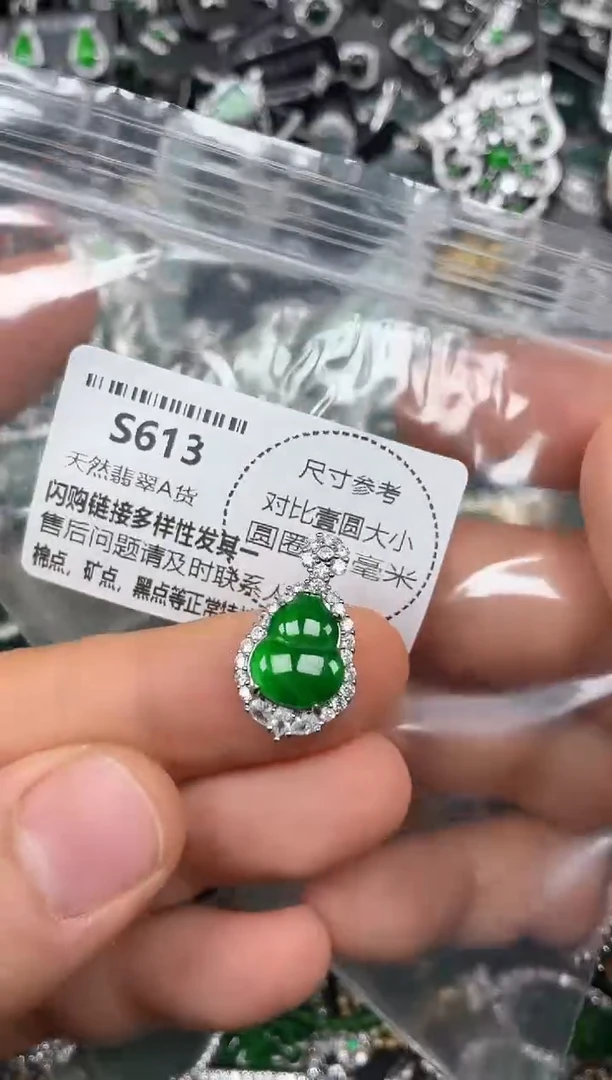 S613
天然翡翠A货
闪购链接多样性发其一
售后问题请及时联系人
棉点，矿点，黑点等正常特
尺寸参考
对比壹圆大小
圆圈
毫米